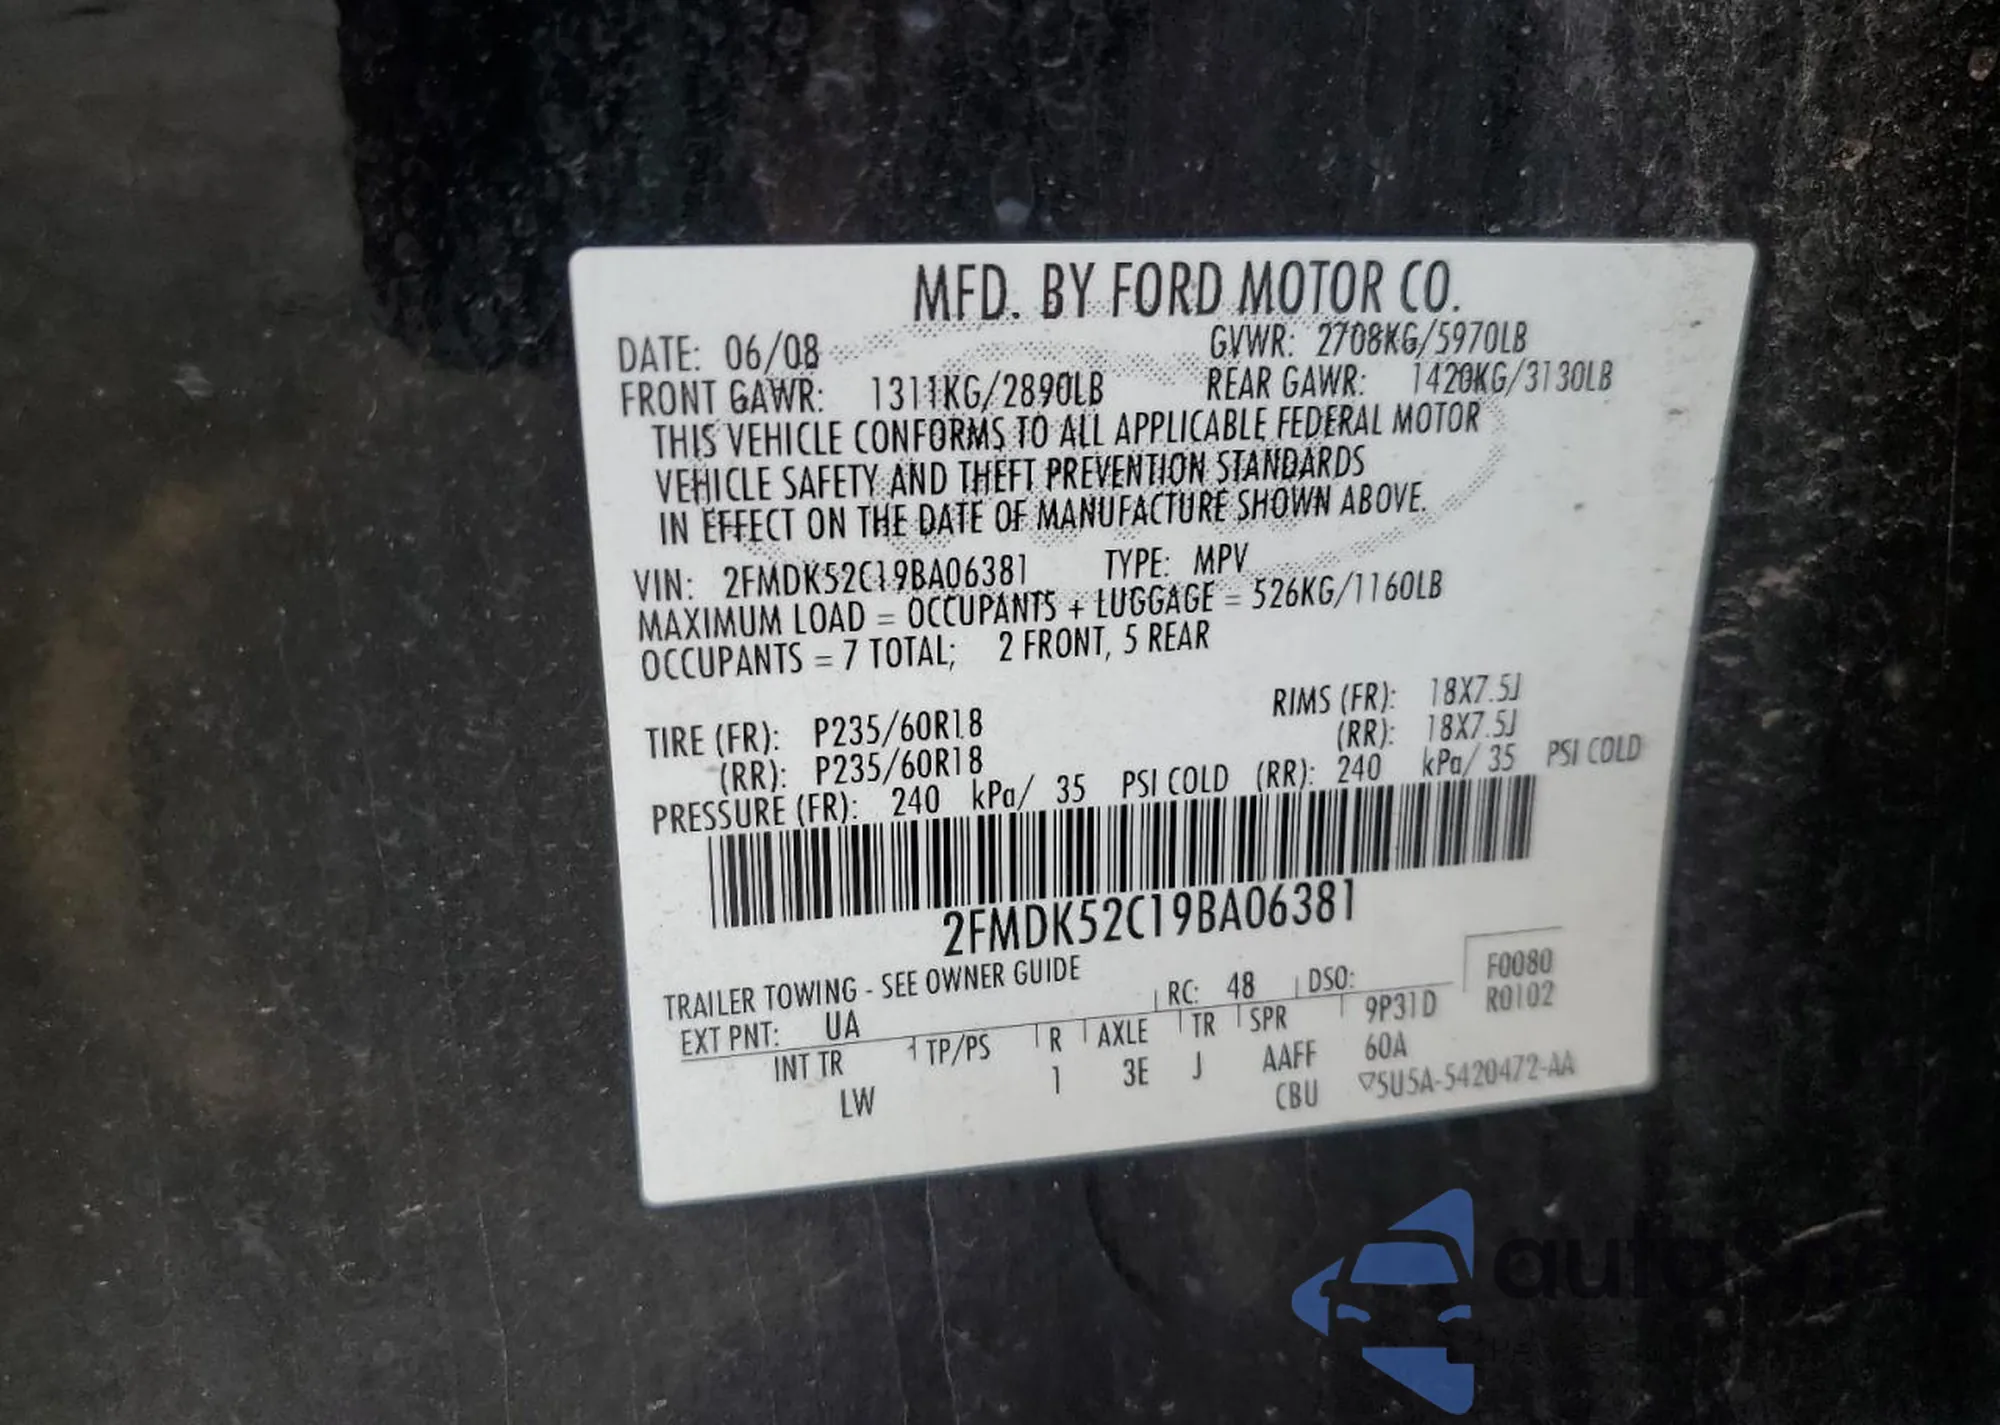 MFD. BY FORD MOTOR CO.
DATE: 06/08 GVWR: 2708KG/5970LB
FRONT GAWR: 1311KG/2890LB REAR GAWR: 1420KG/3130LB
THIS VEHICLE CONFORMS TO ALL APPLICABLE FEDERAL MOTOR
VEHICLE SAFETY AND THEFT PREVENTION STANDARDS
IN EFFECT ON THE DATE OF MANUFACTURE SHOWN ABOVE.
VIN: 2FMDK52C19BA06381 TYPE: MPV
MAXIMUM LOAD = OCCUPANTS + LUGGAGE = 526KG/1160LB
OCCUPANTS = 7 TOTAL; 2 FRONT, 5 REAR
TIRE (FR): P235/60R18 RIMS (FR): 18X7.5J
(RR): P235/60R18 (RR): 18X7.5J
PRESSURE (FR): 240 kPa/ 35 PSI COLD (RR): 240 kPa/ 35 PSI COLD
2FMDK52C19BA06381
TRAILER TOWING - SEE OWNER GUIDE
F0080
EXT PNT: UA RC: 48 DSO: R0102
INT TR TP/PS R AXLE TR SPR 9P31D
LW 1 3E J AAFF 60A
CBU ▽5U5A-5420472-AA